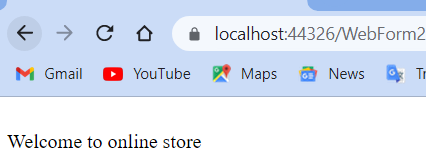 localhost:44326/WebForm2
Gmail YouTube Maps News
Welcome to online store